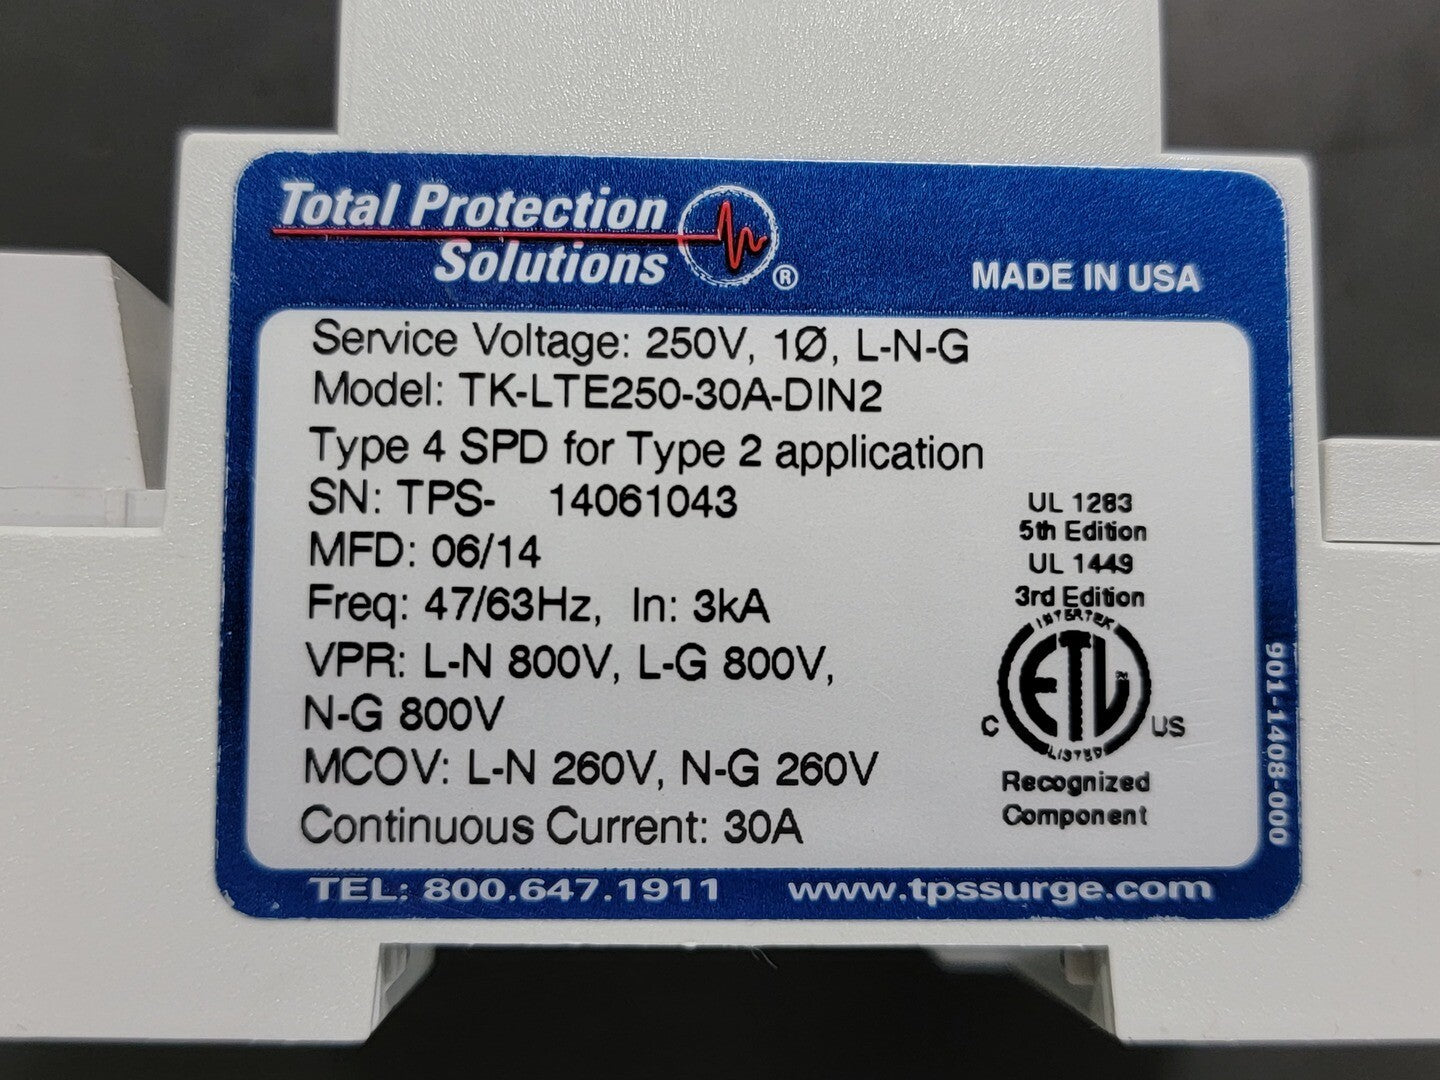 Total Protection
Solutions
®
MADE IN USA
Service Voltage: 250V, 1Ø, L-N-G
Model: TK-LTE250-30A-DIN2
Type 4 SPD for Type 2 application
SN: TPS- 14061043
MFD: 06/14
Freq: 47/63Hz, In: 3kA
VPR: L-N 800V, L-G 800V,
N-G 800V
MCOV: L-N 260V, N-G 260V
Continuous Current: 30A
UL 1283
5th Edition
UL 1449
3rd Edition
INTERTEK
ETL
C US
LISTED
Recognized
Component
901-1408-000
TEL: 800.647.1911 www.tpssurge.com